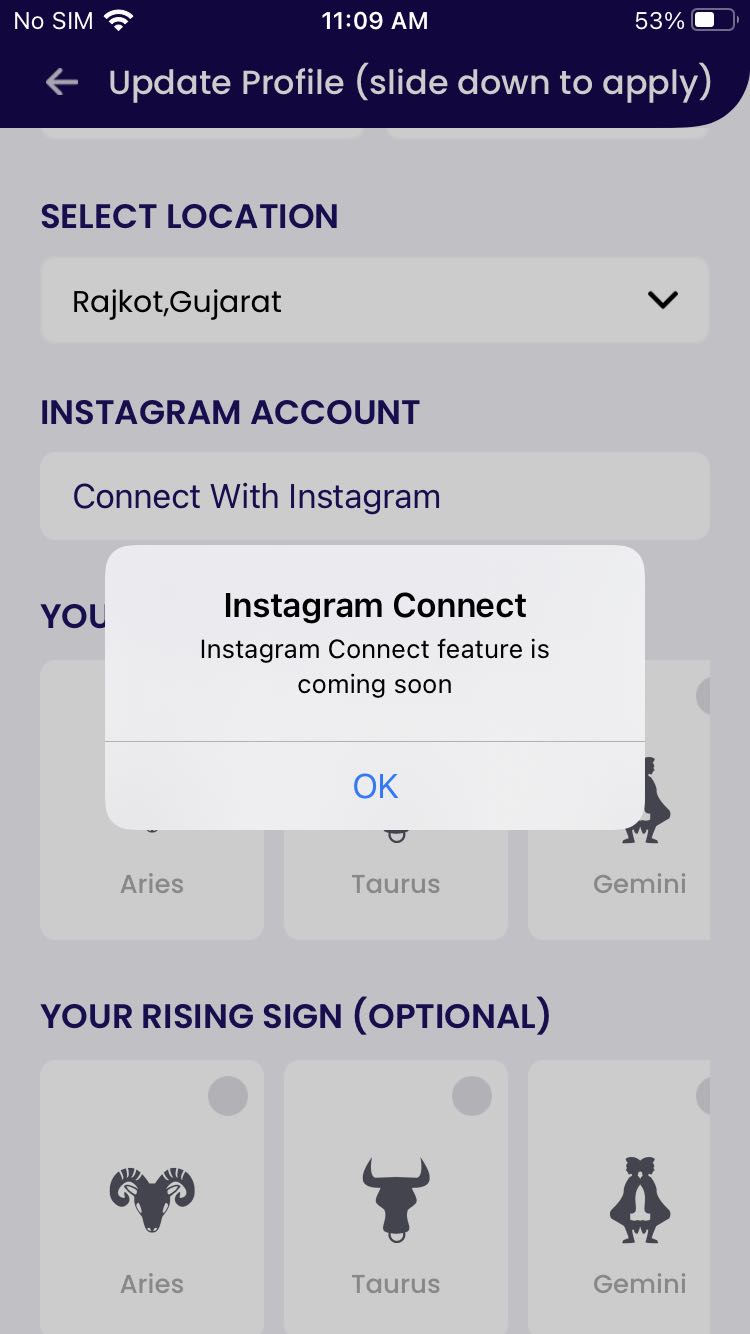 No SIM 11:09 AM 53%
Update Profile (slide down to apply)
SELECT LOCATION
Rajkot,Gujarat
INSTAGRAM ACCOUNT
Connect With Instagram
Instagram Connect
YOU
Instagram Connect feature is
coming soon
OK
Aries Taurus Gemini
YOUR RISING SIGN (OPTIONAL)
Aries Taurus Gemini